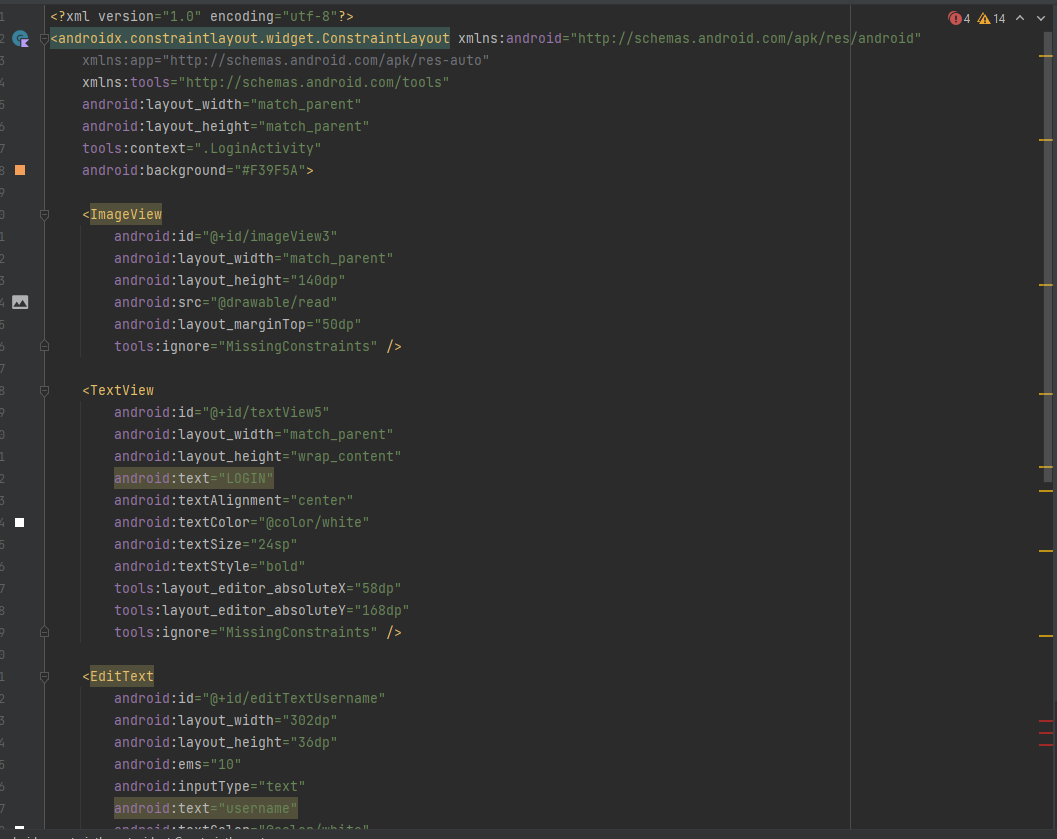 4 14
<?xml version="1.0" encoding="utf-8"?>
<androidx.constraintlayout.widget.ConstraintLayout xmlns:android="http://schemas.android.com/apk/res/android"
xmlns:app="http://schemas.android.com/apk/res-auto"
xmlns:tools="http://schemas.android.com/tools"
android:layout_width="match_parent"
android:layout_height="match_parent"
tools:context=".LoginActivity"
android:background="#F39F5A">
<ImageView
android:id="@+id/imageView3"
android:layout_width="match_parent"
android:layout_height="140dp"
android:src="@drawable/read"
android:layout_marginTop="50dp"
tools:ignore="MissingConstraints" />
<TextView
android:id="@+id/textView5"
android:layout_width="match_parent"
android:layout_height="wrap_content"
android:text="LOGIN"
android:textAlignment="center"
android:textColor="@color/white"
android:textSize="24sp"
android:textStyle="bold"
tools:layout_editor_absoluteX="58dp"
tools:layout_editor_absoluteY="168dp"
tools:ignore="MissingConstraints" />
<EditText
android:id="@+id/editTextUsername"
android:layout_width="302dp"
android:layout_height="36dp"
android:ems="10"
android:inputType="text"
android:text="username"
android:textColor="@color/white"